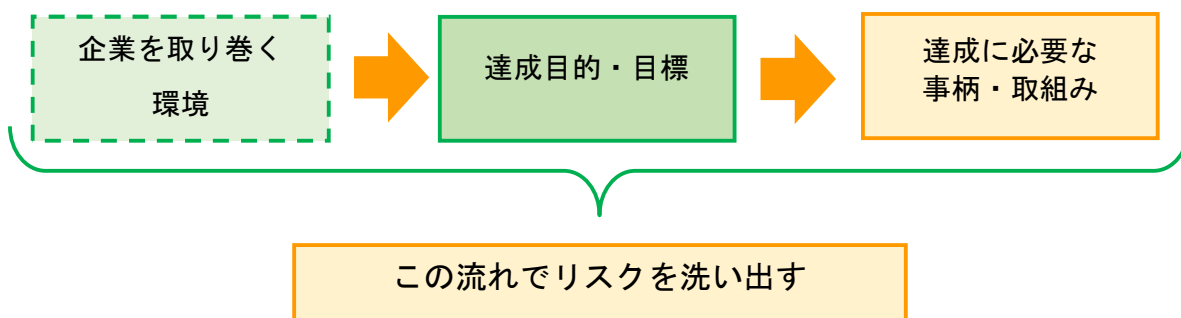 企業を取り巻く
環境
達成目的・目標
達成に必要な
事柄・取組み
この流れでリスクを洗い出す